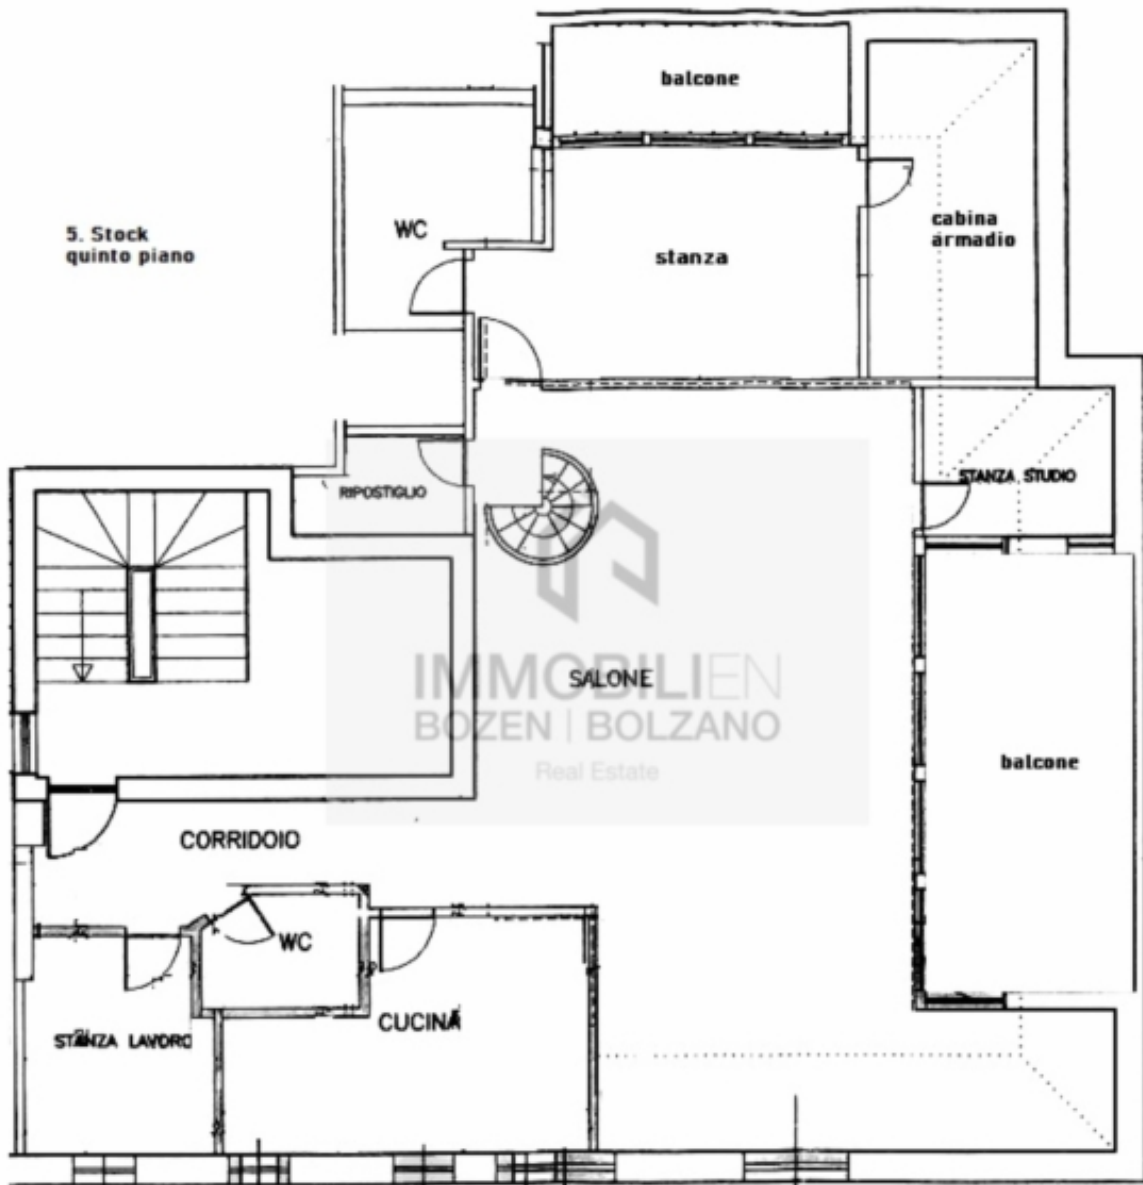 balcone
5. Stock
quinto piano
WC
stanza
cabina
armadio
RIPOSTIGLIO
STANZA STUDIO
SALONE
IMMOBILIEN
BOZEN | BOLZANO
Real Estate
balcone
CORRIDOIO
WC
CUCINA
STANZA LAVORO